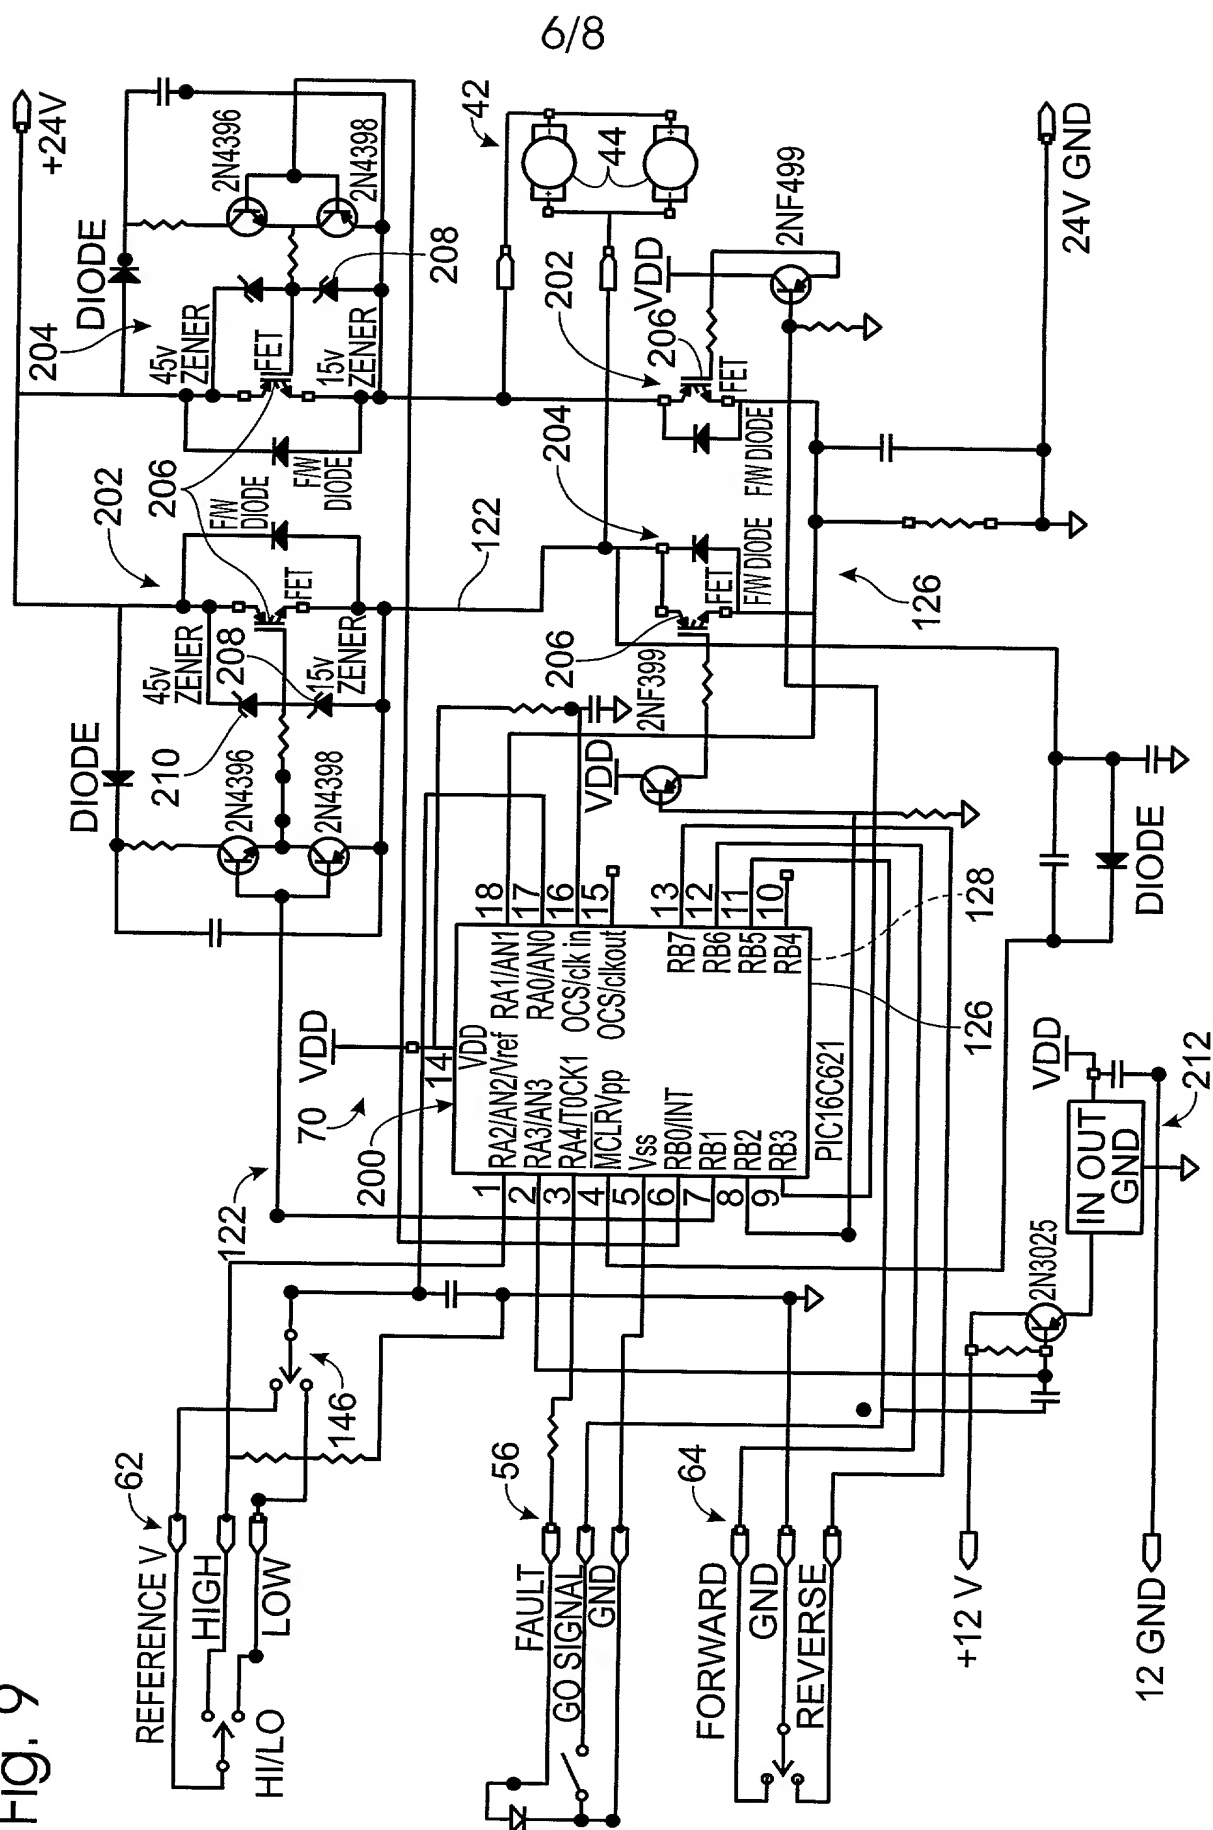 6/8
Fig. 9
+24V
DIODE
204
2N4396
2N4398
208
45v
ZENER
FET
15v
ZENER
F/W
DIODE
206
202
F/W
DIODE
FET
45v
ZENER
208
15v
ZENER
210
DIODE
2N4396
2N4398
122
122
42
44
VDD
2NF499
202
206
FET
F/W DIODE
204
FET
F/W DIODE
206
2NF399
VDD
126
24V GND
70
VDD
200
14
VDD
1
RA2/AN2/Vref
2
RA3/AN3
3
RA4/T0CK1
4
MCLRVpp
5
Vss
6
RB0/INT
7
RB1
8
RB2
9
RB3
18
RA1/AN1
17
RA0/AN0
16
OCS/clk in
15
OCS/clkout
13
RB7
12
RB6
11
RB5
10
RB4
PIC16C621
128
126
DIODE
VDD
212
IN OUT
GND
2N3025
146
62
REFERENCE V
HIGH
LOW
HI/LO
56
FAULT
GO SIGNAL
GND
64
FORWARD
GND
REVERSE
+12 V
12 GND